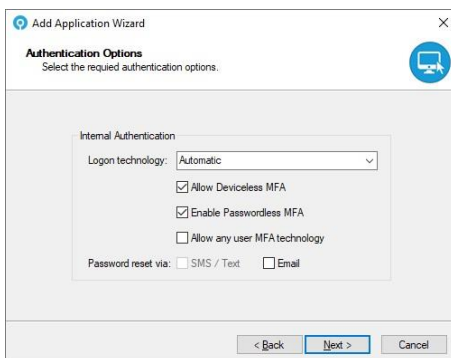 Add Application Wizard
Authentication Options
Select the requied authentication options.
Internal Authentication
Logon technology: Automatic
Allow Deviceless MFA
Enable Passwordless MFA
Allow any user MFA technology
Password reset via: SMS / Text Email
< Back Next > Cancel